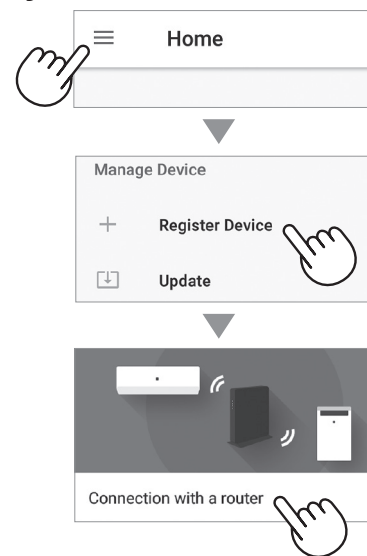 Home
Manage Device
Register Device
Update
Connection with a router